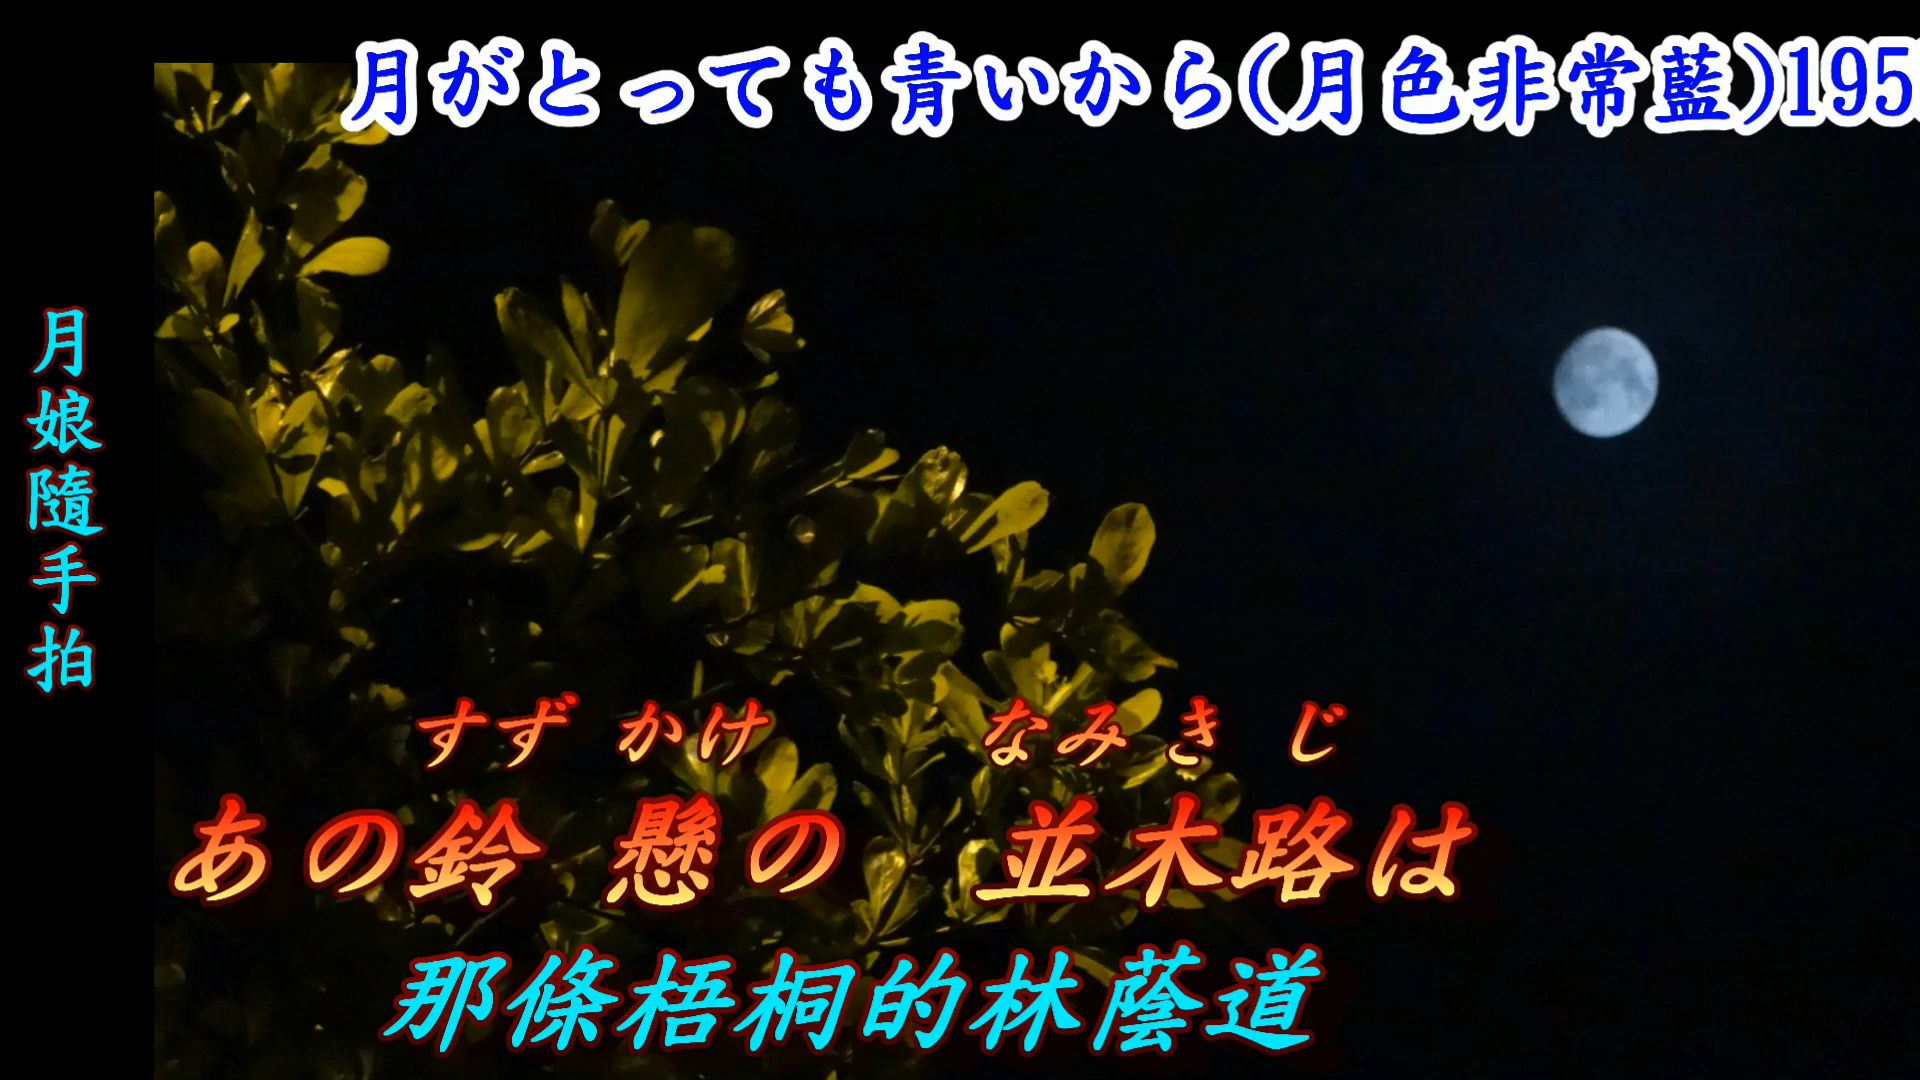 月がとっても青いから(月色非常藍)195
月娘隨手拍
すず かけ なみ き じ
あの鈴 懸の 並木路は
那條梧桐的林蔭道